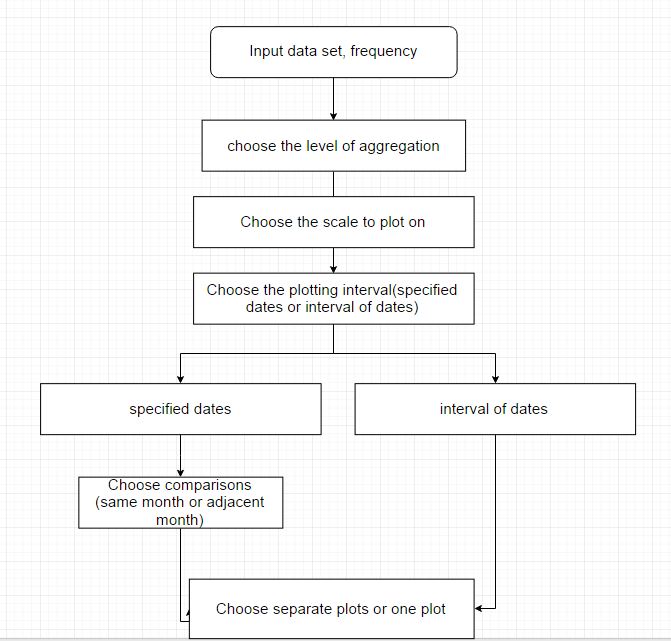 Input data set, frequency
choose the level of aggregation
Choose the scale to plot on
Choose the plotting interval(specified
dates or interval of dates)
specified dates
interval of dates
Choose comparisons
(same month or adjacent
month)
Choose separate plots or one plot